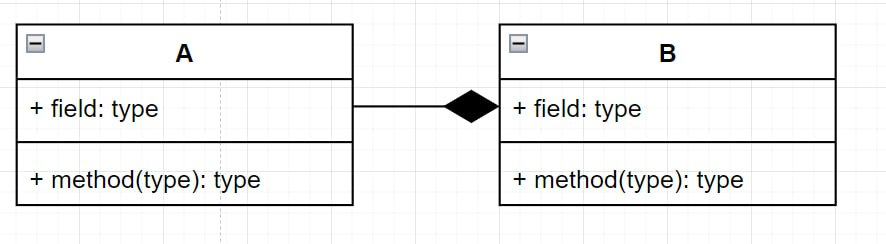 A
+ field: type
+ method(type): type
B
+ field: type
+ method(type): type